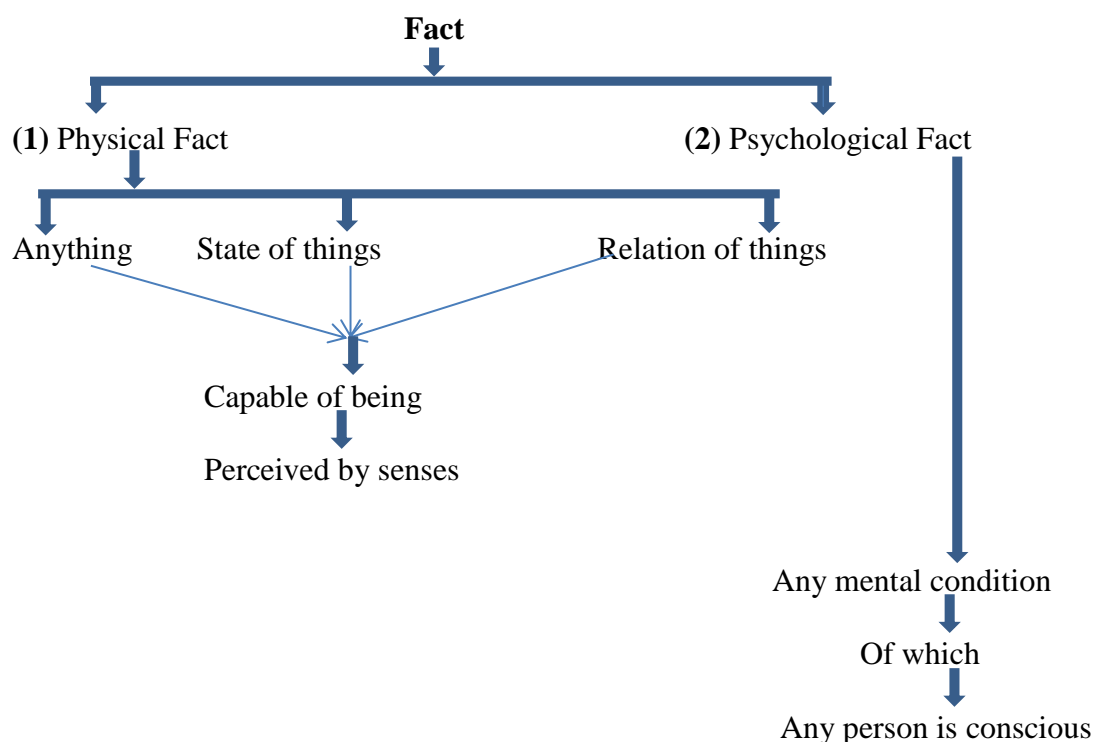 Fact
(1) Physical Fact
(2) Psychological Fact
Anything
State of things
Relation of things
Capable of being
Perceived by senses
Any mental condition
Of which
Any person is conscious